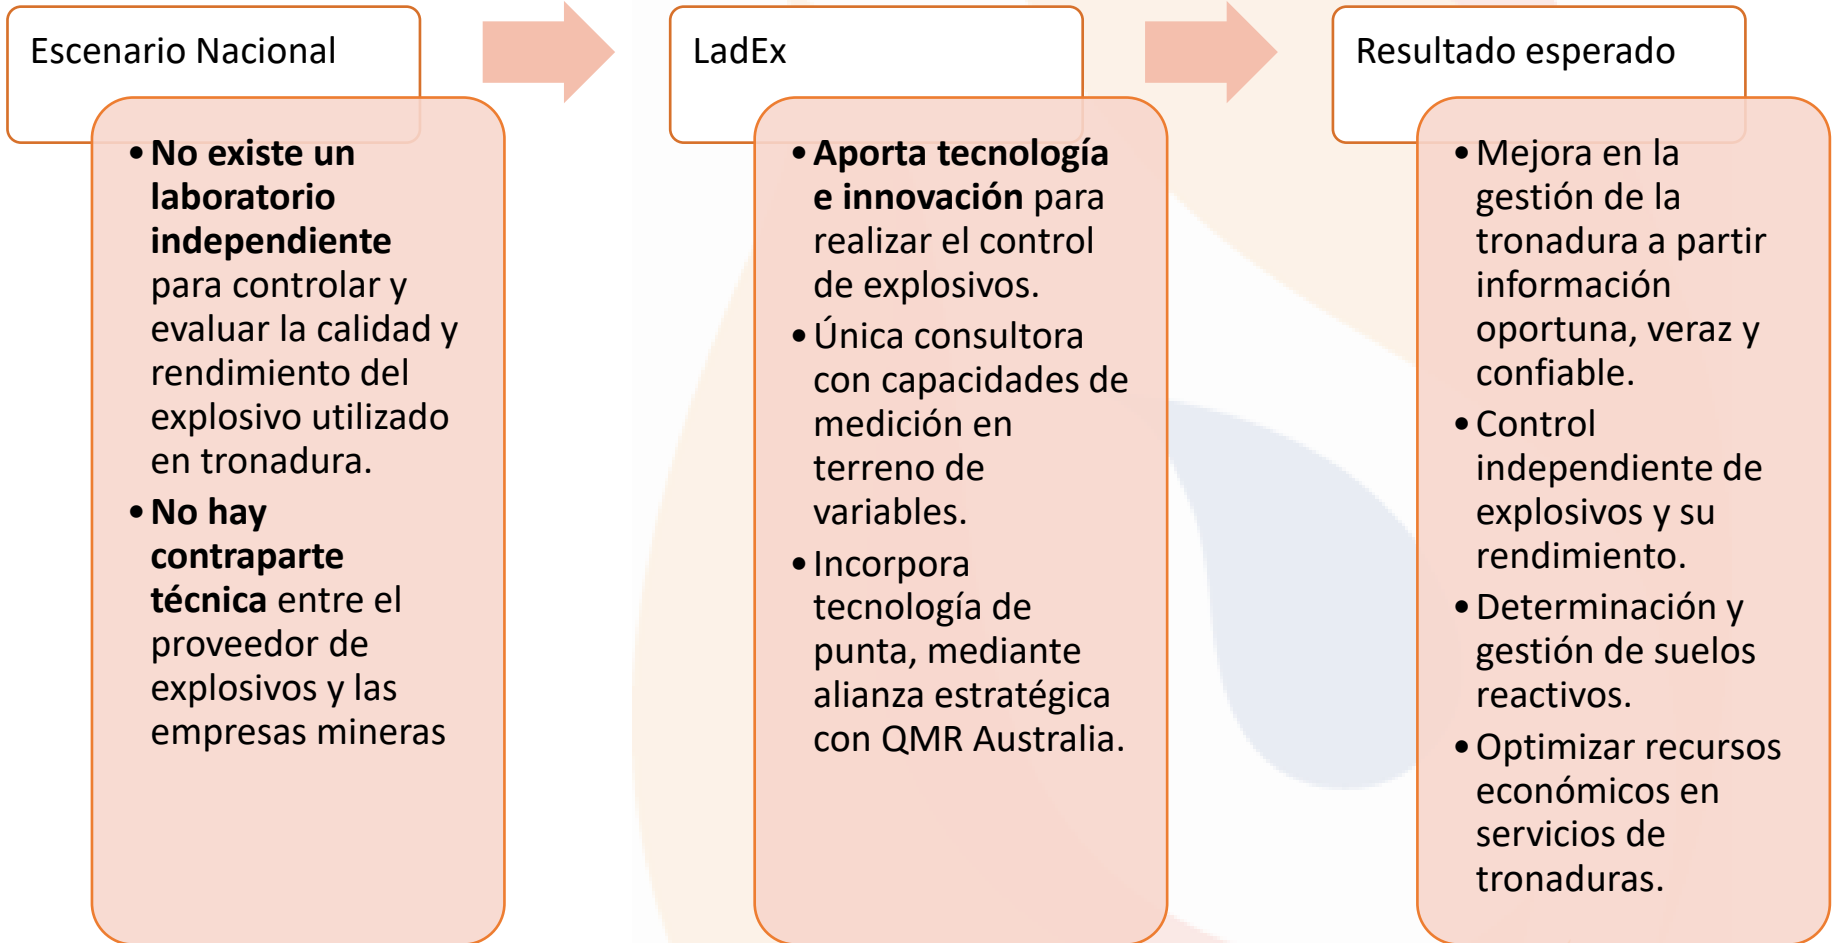 Escenario Nacional
• No existe un
laboratorio
independiente
para controlar y
evaluar la calidad y
rendimiento del
explosivo utilizado
en tronadura.
• No hay
contraparte
técnica entre el
proveedor de
explosivos y las
empresas mineras
LadEx
• Aporta tecnología
e innovación para
realizar el control
de explosivos.
• Única consultora
con capacidades de
medición en
terreno de
variables.
• Incorpora
tecnología de
punta, mediante
alianza estratégica
con QMR Australia.
Resultado esperado
• Mejora en la
gestión de la
tronadura a partir
información
oportuna, veraz y
confiable.
• Control
independiente de
explosivos y su
rendimiento.
• Determinación y
gestión de suelos
reactivos.
• Optimizar recursos
económicos en
servicios de
tronaduras.